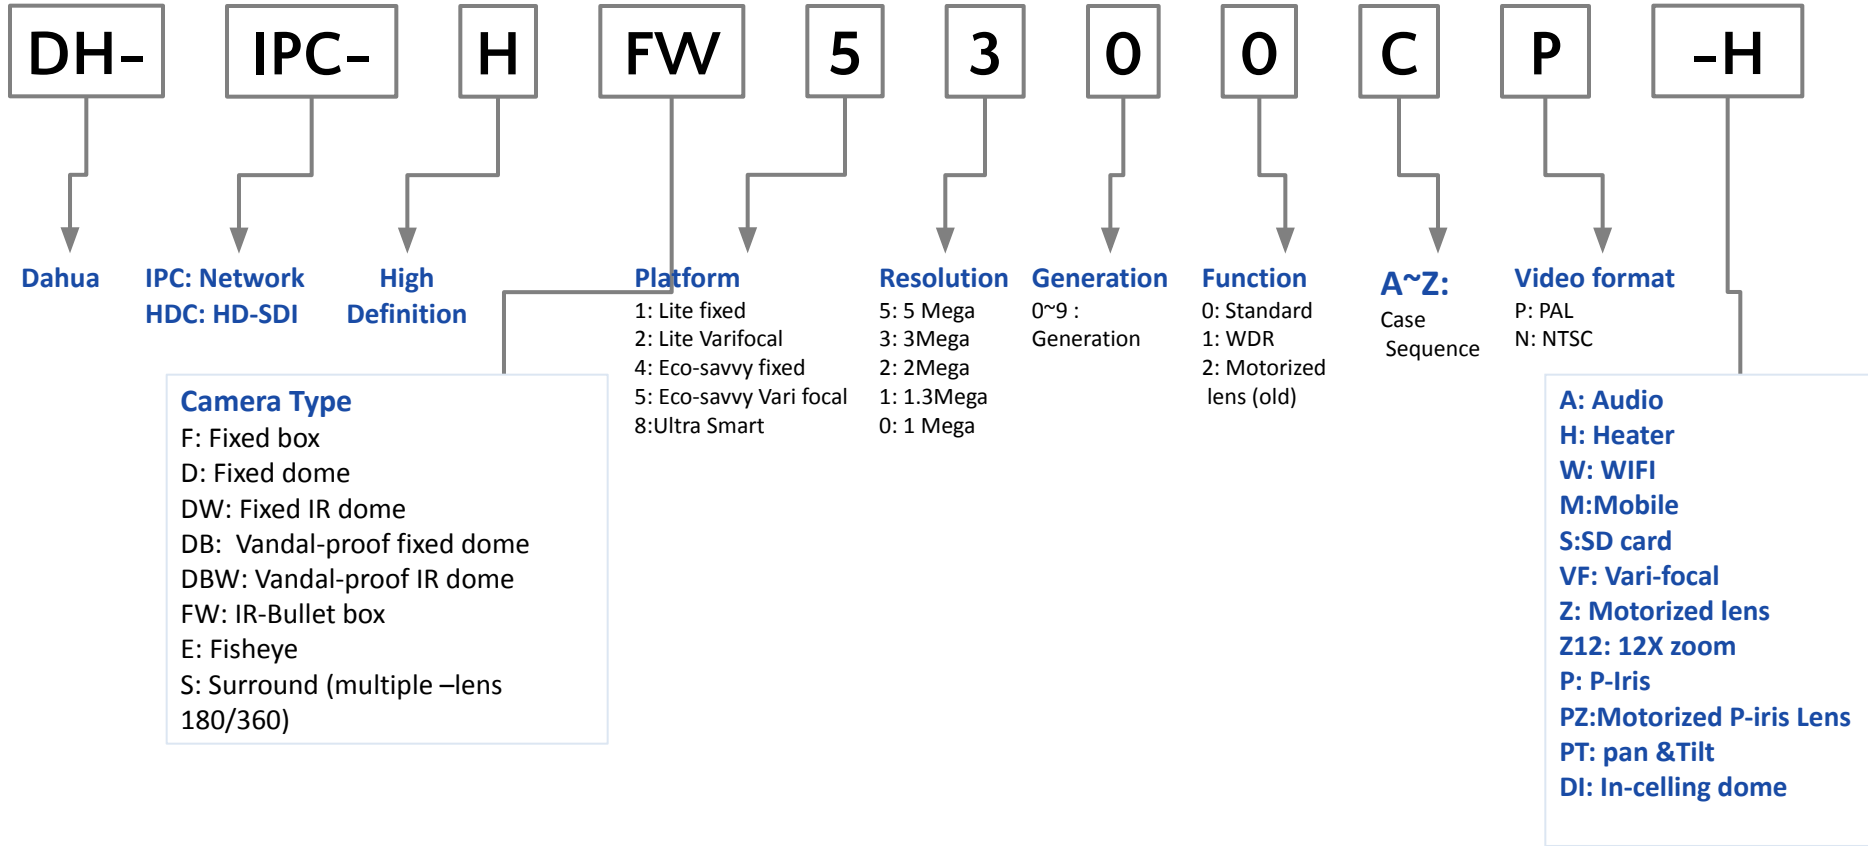 DH- IPC- H FW 5 3 0 0 C P -H
Dahua
IPC: Network
HDC: HD-SDI
High
Definition
Camera Type
F: Fixed box
D: Fixed dome
DW: Fixed IR dome
DB:  Vandal-proof fixed dome
DBW: Vandal-proof IR dome
FW: IR-Bullet box
E: Fisheye
S: Surround (multiple –lens
180/360)
Platform
1: Lite fixed
2: Lite Varifocal
4: Eco-savvy fixed
5: Eco-savvy Vari focal
8:Ultra Smart
Resolution
5: 5 Mega
3: 3Mega
2: 2Mega
1: 1.3Mega
0: 1 Mega
Generation
0~9 :
Generation
Function
0: Standard
1: WDR
2: Motorized
lens (old)
A~Z:
Case
Sequence
Video format
P: PAL
N: NTSC
A: Audio
H: Heater
W: WIFI
M:Mobile
S:SD card
VF: Vari-focal
Z: Motorized lens
Z12: 12X zoom
P: P-Iris
PZ:Motorized P-iris Lens
PT: pan &Tilt
DI: In-celling dome